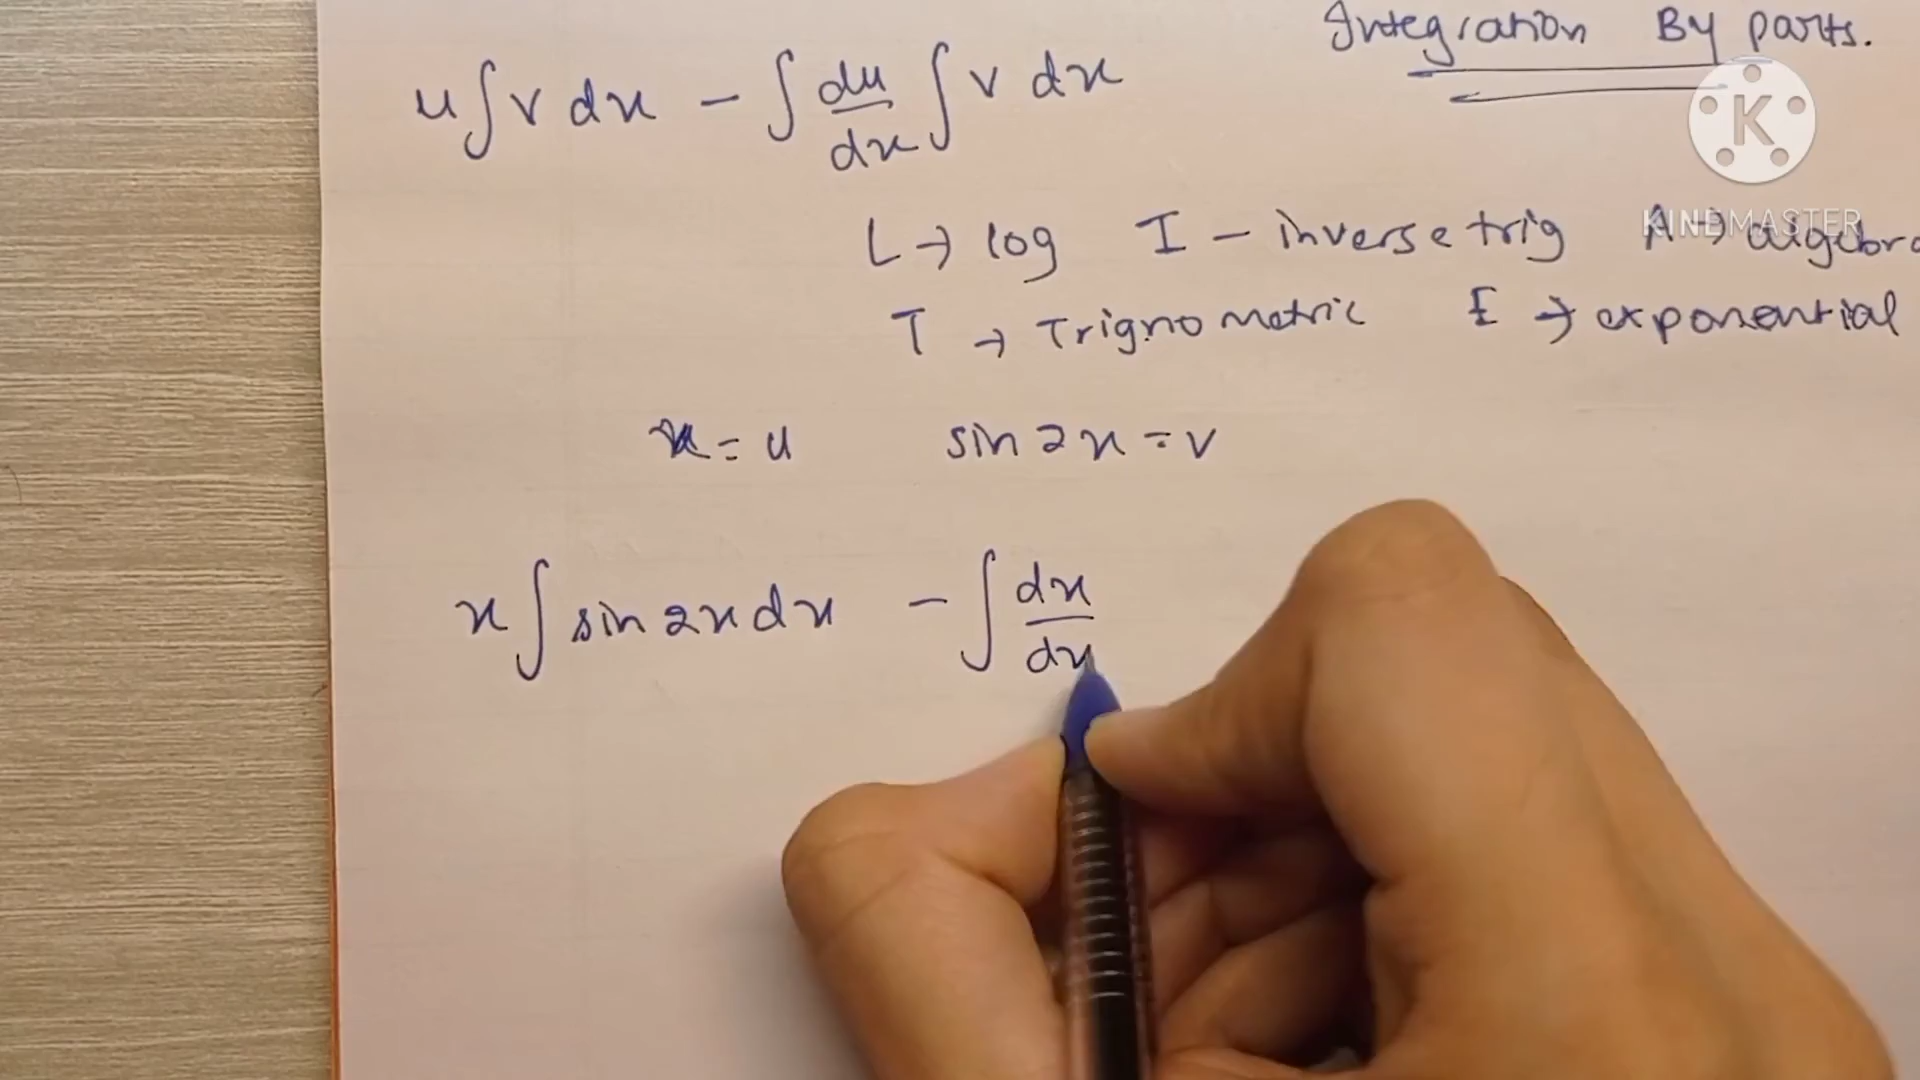 Integration By parts.
u∫v dx - ∫ du/dx ∫ v dx
K
KINEMASTER
L → log I - inverse trig A → algebra
T → Trignometric E → exponential
x = u sin 2x = v
x ∫ sin 2x dx - ∫ dx/dx